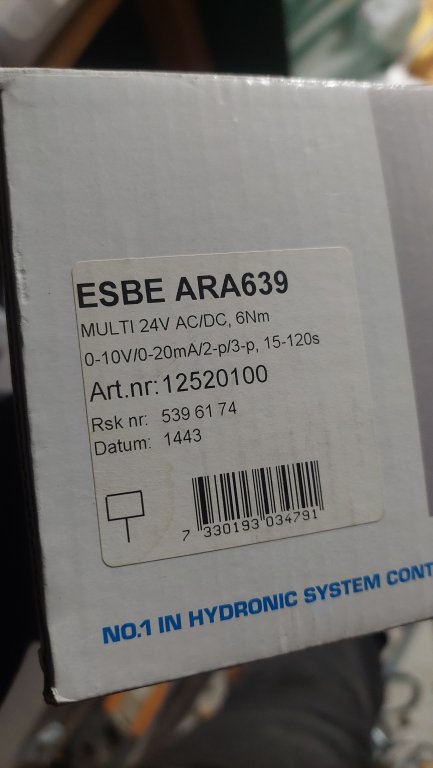 ESBE ARA639
MULTI 24V AC/DC, 6Nm
0-10V/0-20mA/2-p/3-p, 15-120s
Art.nr: 12520100
Rsk nr: 539 61 74
Datum: 1443
7 330193 034791
NO.1 IN HYDRONIC SYSTEM CONT